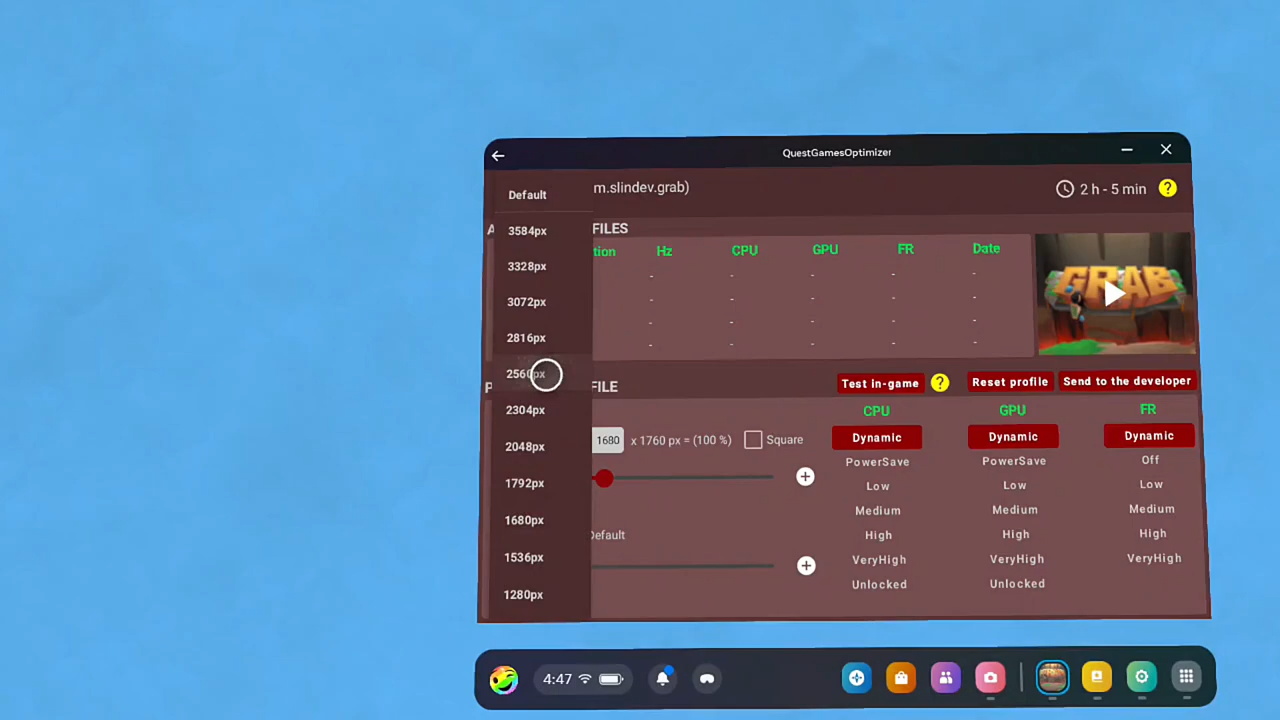 QuestGamesOptimizer
Default
m.slindev.grab)
2 h - 5 min ?
3584px
A FILES
tion Hz CPU GPU FR Date
3328px
- - - - -
GRAB
3072px
- - - - -
- - - - -
2816px
- - - - -
2560px
P FILE
Test in-game ? Reset profile Send to the developer
2304px
CPU GPU FR
1680 x 1760 px = (100 %) Square
Dynamic Dynamic Dynamic
2048px
PowerSave PowerSave Off
1792px
+
Low Low Low
Medium Medium Medium
1680px
Default
High High High
1536px
+
VeryHigh VeryHigh VeryHigh
Unlocked Unlocked
1280px
4:47